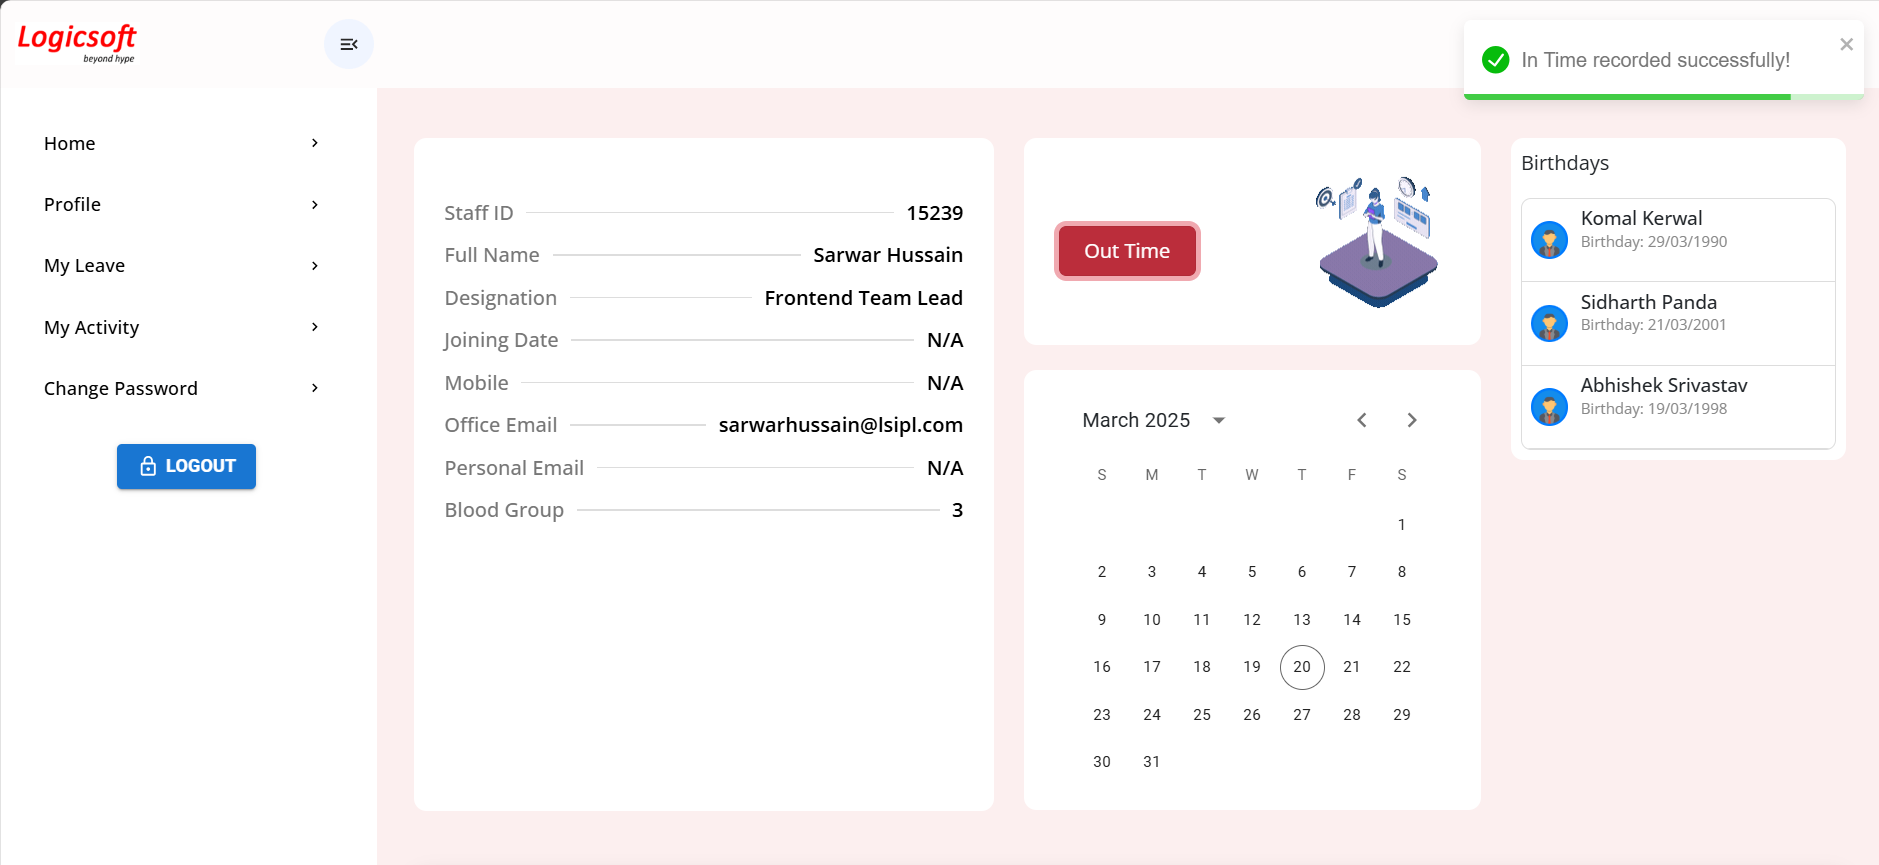 Logicsoft
beyond hype
In Time recorded successfully!
Home
Profile
My Leave
My Activity
Change Password
LOGOUT
Staff ID 15239
Full Name Sarwar Hussain
Designation Frontend Team Lead
Joining Date N/A
Mobile N/A
Office Email sarwarhussain@lsipl.com
Personal Email N/A
Blood Group 3
Out Time
March 2025
S M T W T F S
1
2 3 4 5 6 7 8
9 10 11 12 13 14 15
16 17 18 19 20 21 22
23 24 25 26 27 28 29
30 31
Birthdays
Komal Kerwal
Birthday: 29/03/1990
Sidharth Panda
Birthday: 21/03/2001
Abhishek Srivastav
Birthday: 19/03/1998